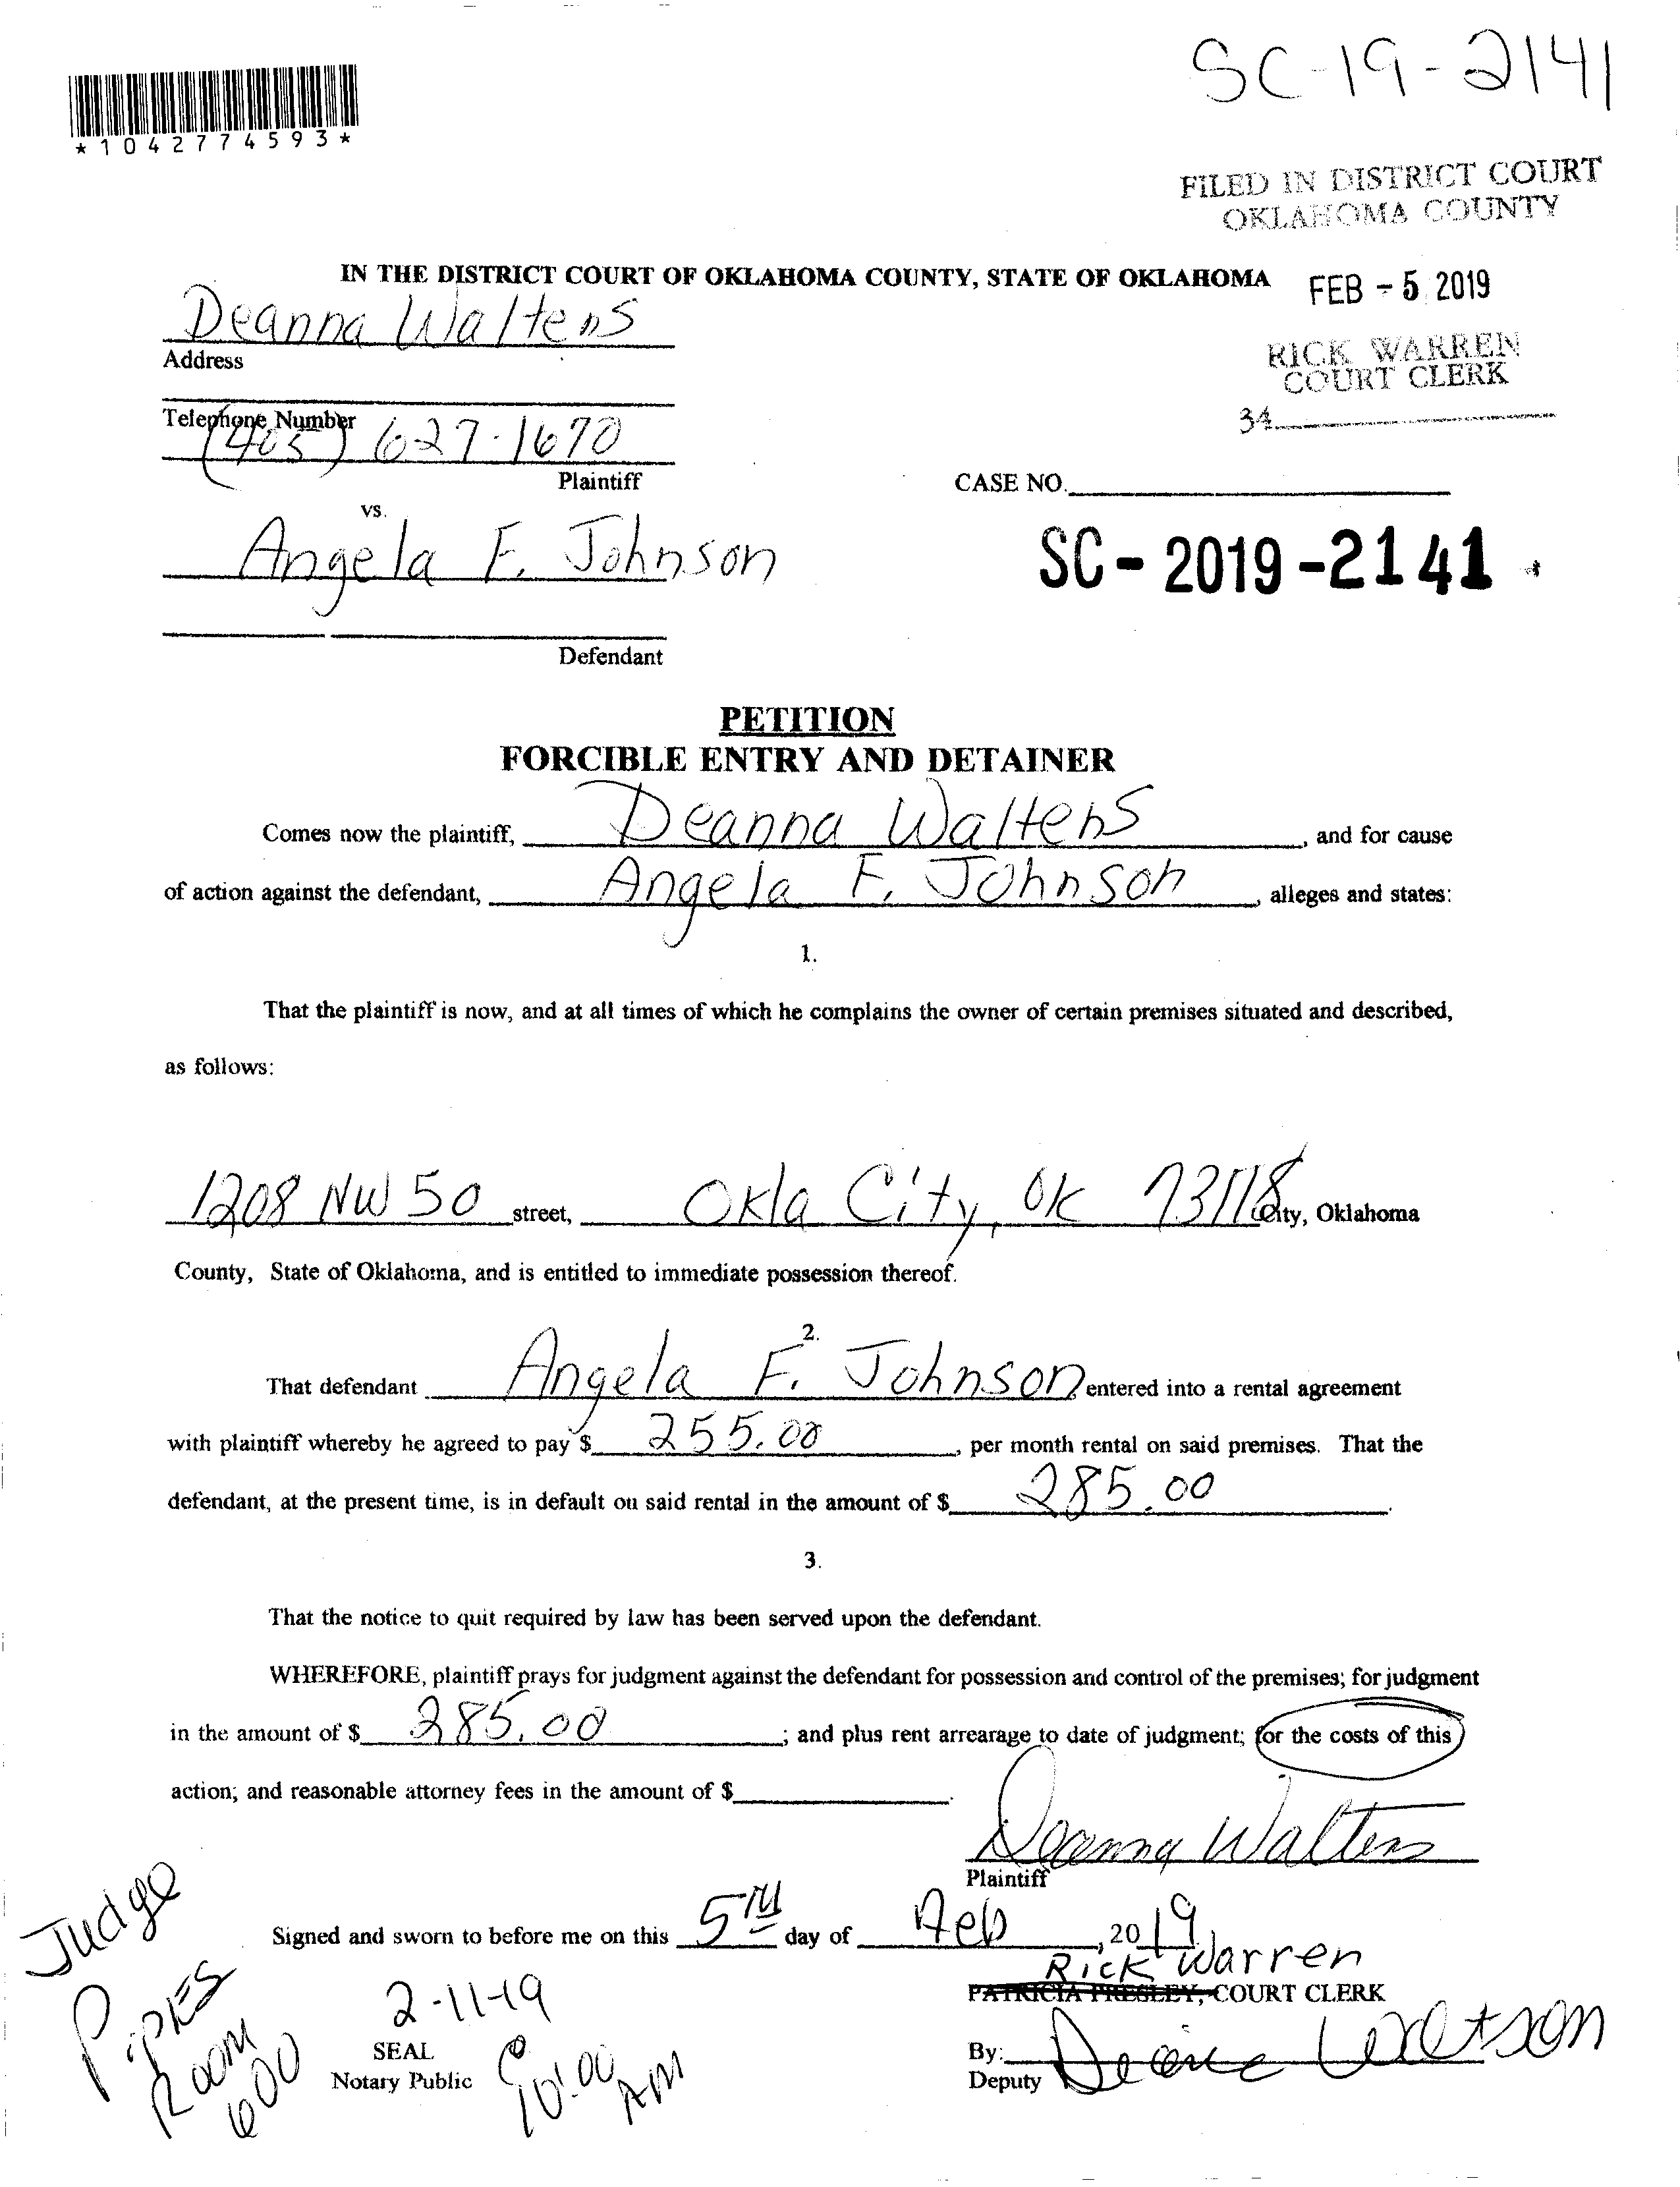 SC-19-2141
*1042774593*
FILED IN DISTRICT COURT
OKLAHOMA COUNTY
IN THE DISTRICT COURT OF OKLAHOMA COUNTY, STATE OF OKLAHOMA
FEB - 5 2019
Deanna Walters
Address
RICK WARREN
COURT CLERK
34
Telephone Number
(405) 627-1670
Plaintiff
CASE NO.
vs.
Angela F. Johnson
SC - 2019 - 2141
Defendant
PETITION
FORCIBLE ENTRY AND DETAINER
Comes now the plaintiff, Deanna Walters, and for cause
of action against the defendant, Angela F. Johnson, alleges and states:
1.
That the plaintiff is now, and at all times of which he complains the owner of certain premises situated and described,
as follows:
1208 NW 50 street, Okla City, OK 73118 City, Oklahoma
County, State of Oklahoma, and is entitled to immediate possession thereof.
2.
That defendant Angela F. Johnson entered into a rental agreement
with plaintiff whereby he agreed to pay $ 255.00, per month rental on said premises. That the
defendant, at the present time, is in default on said rental in the amount of $ 285.00.
3.
That the notice to quit required by law has been served upon the defendant.
WHEREFORE, plaintiff prays for judgment against the defendant for possession and control of the premises; for judgment
in the amount of $ 285.00; and plus rent arrearage to date of judgment; for the costs of this
action; and reasonable attorney fees in the amount of $.
Deanna Walters
Plaintiff
Signed and sworn to before me on this 5TH day of Feb, 2019
Rick Warren
PATRICIA PRESLEY, COURT CLERK
Judge
Pipkes
Room
600
2-11-19
SEAL
Notary Public
@
10:00
AM
By:
Deputy